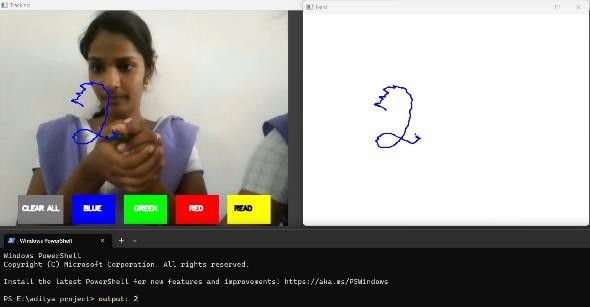 Tracking
Paint
2
2
CLEAR ALL
BLUE
GREEN
RED
READ
Windows PowerShell
Windows PowerShell
Copyright (C) Microsoft Corporation. All rights reserved.
Install the latest PowerShell for new features and improvements! https://aka.ms/PSWindows
PS E:\aditya project> output: 2